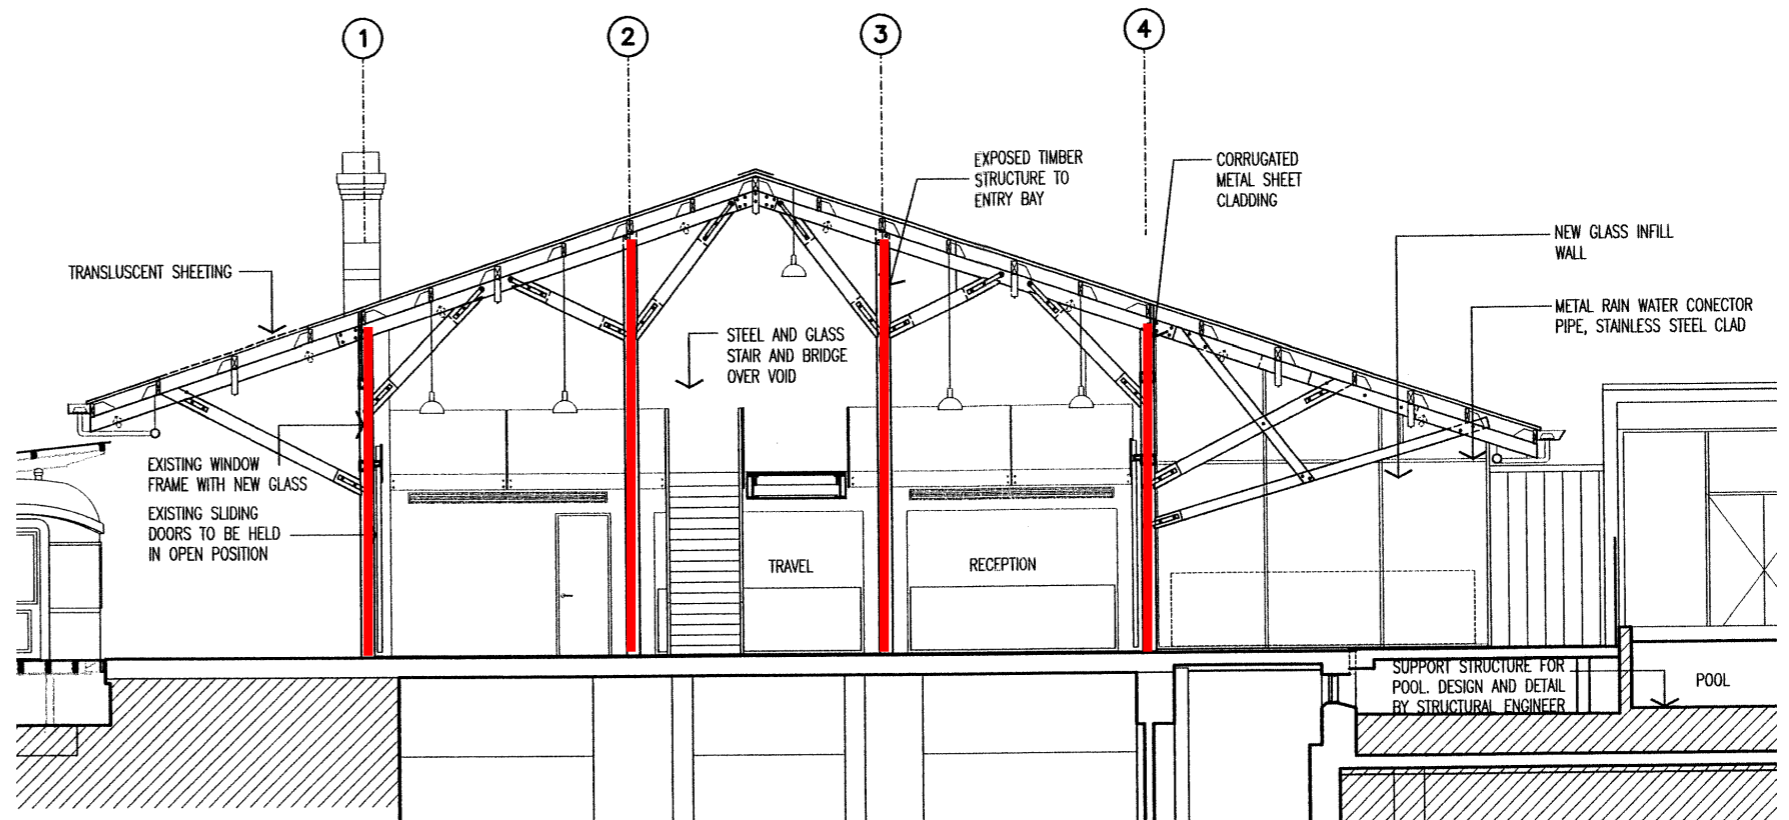 1
2
3
4
EXPOSED TIMBER
STRUCTURE TO
ENTRY BAY
CORRUGATED
METAL SHEET
CLADDING
NEW GLASS INFILL
WALL
TRANSLUSCENT SHEETING
METAL RAIN WATER CONECTOR
PIPE, STAINLESS STEEL CLAD
STEEL AND GLASS
STAIR AND BRIDGE
OVER VOID
EXISTING WINDOW
FRAME WITH NEW GLASS
EXISTING SLIDING
DOORS TO BE HELD
IN OPEN POSITION
TRAVEL
RECEPTION
SUPPORT STRUCTURE FOR
POOL. DESIGN AND DETAIL
BY STRUCTURAL ENGINEER
POOL